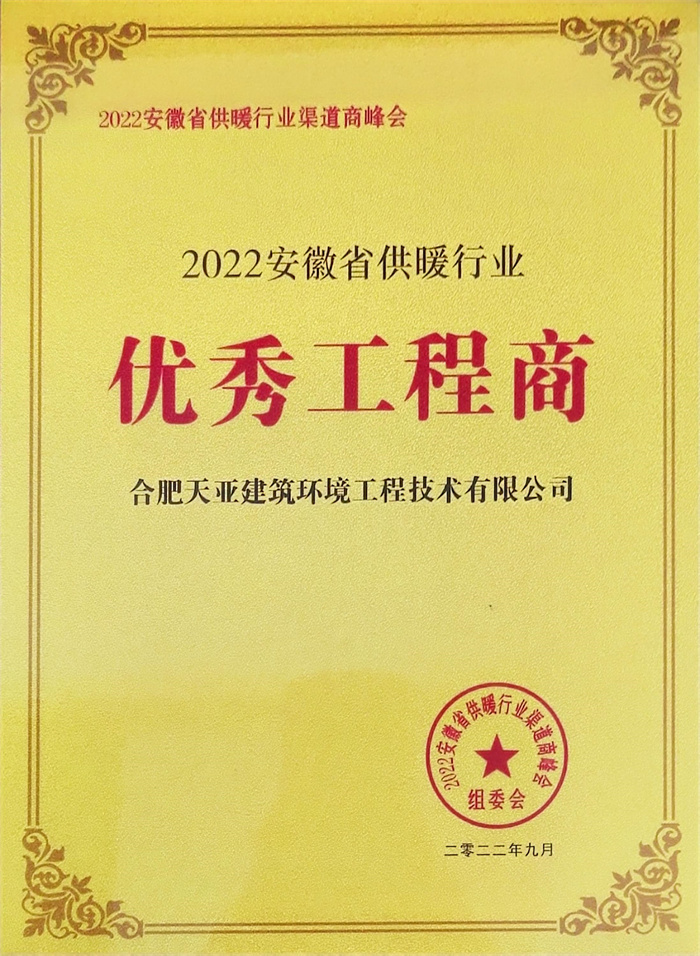 2022安徽省供暖行业渠道商峰会
2022安徽省供暖行业
优秀工程商
合肥天亚建筑环境工程技术有限公司
2022安徽省供暖行业渠道商峰会
组委会
二零二二年九月